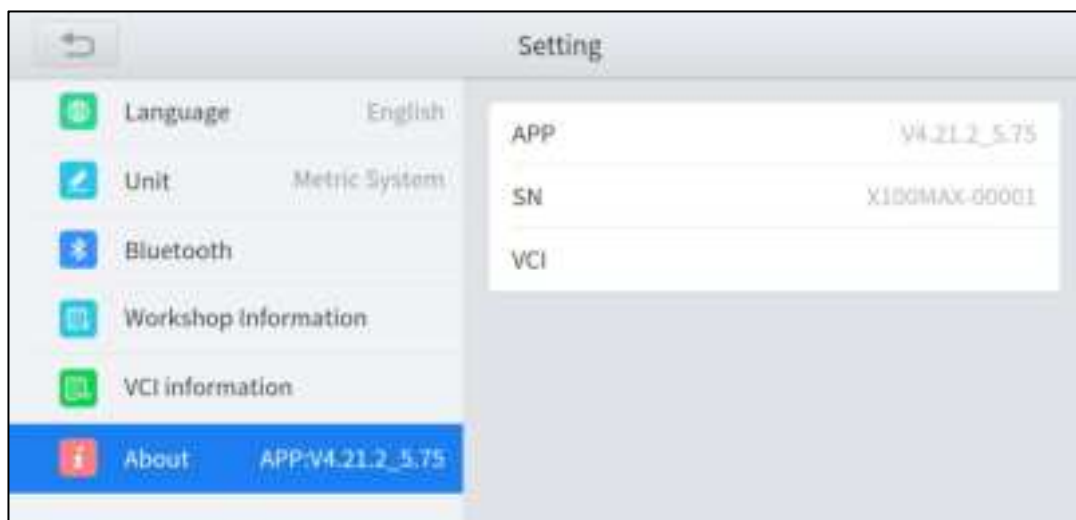 Setting
Language English
Unit Metric System
Bluetooth
Workshop Information
VCI information
About APP:V4.21.2_5.75
APP V4.21.2_5.75
SN X100MAX-00001
VCI